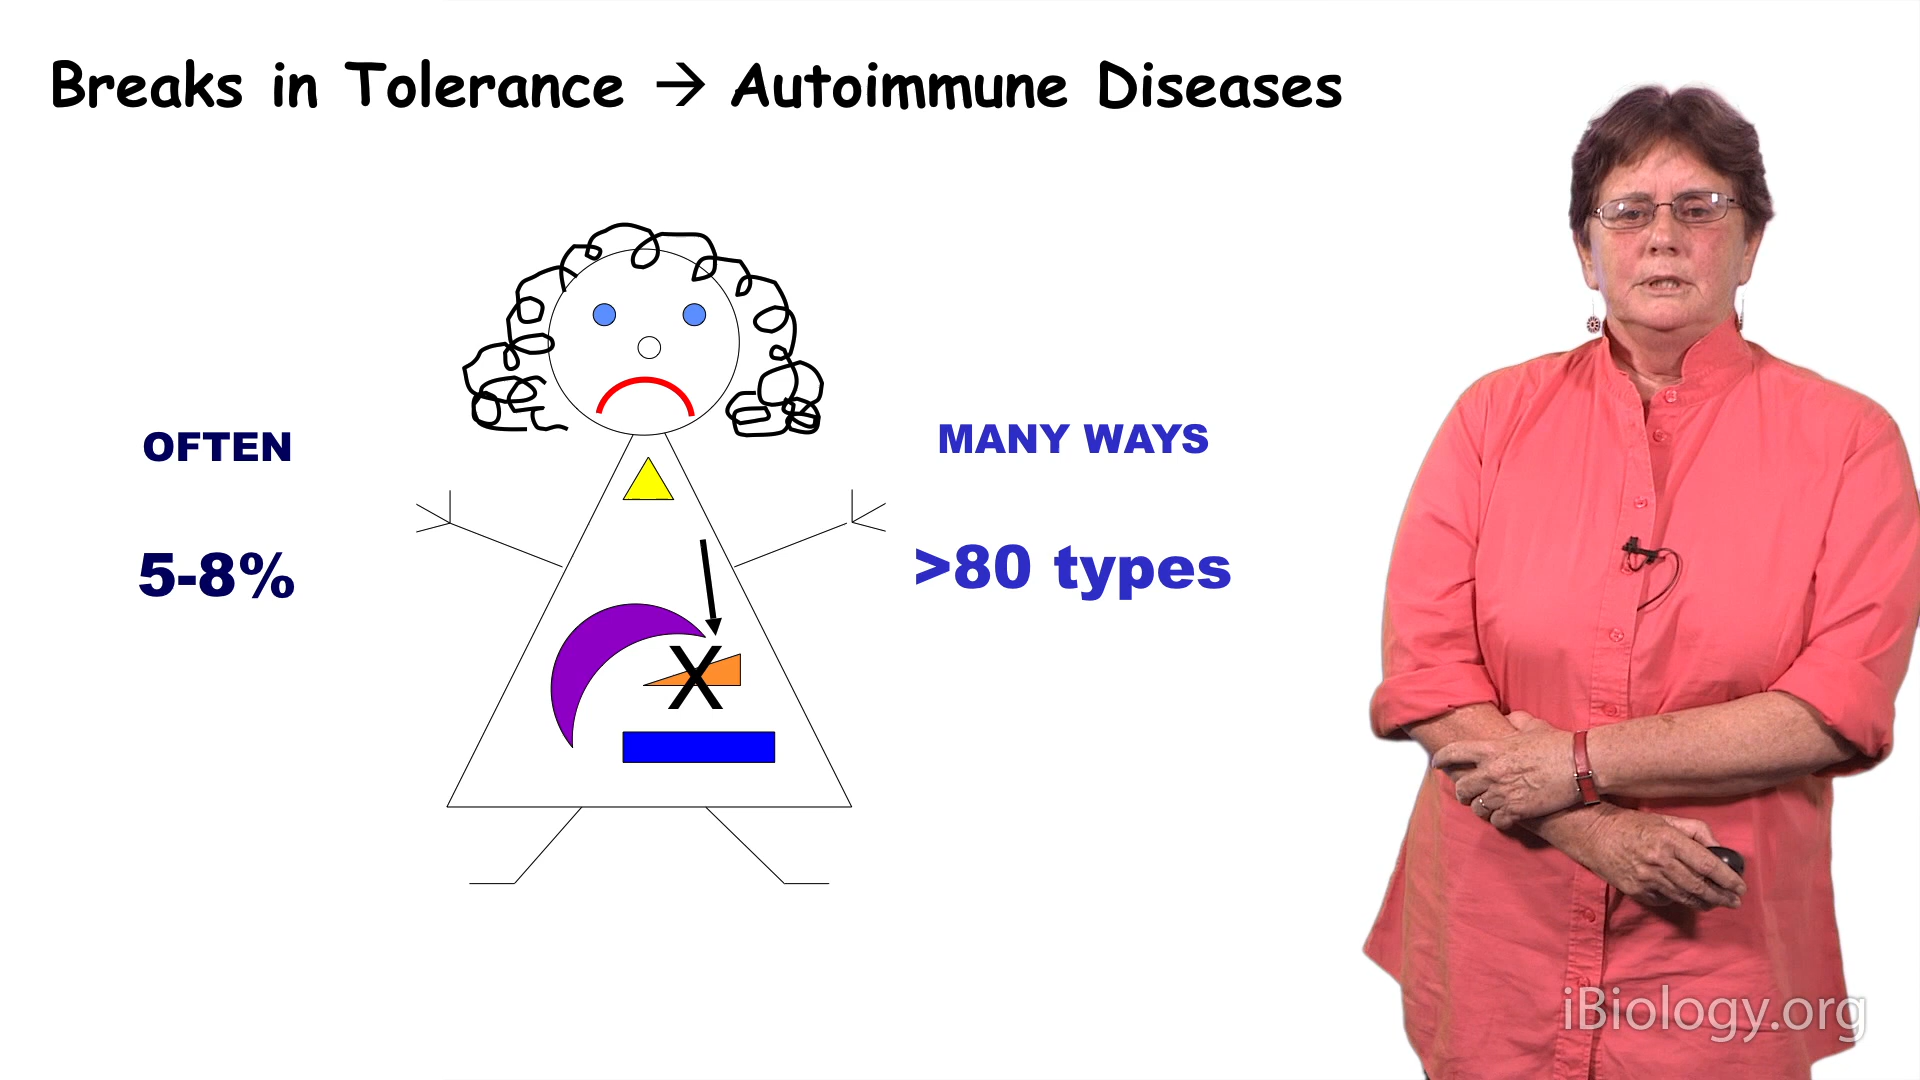 Breaks in Tolerance → Autoimmune Diseases
OFTEN
5-8%
MANY WAYS
>80 types
X
iBiology.org